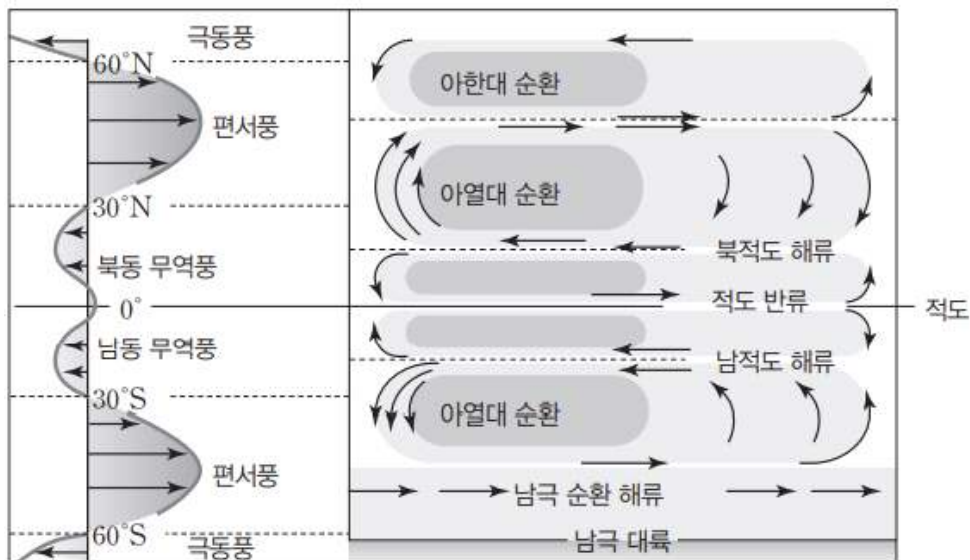 극동풍
60°N
편서풍
30°N
북동 무역풍
0°
남동 무역풍
30°S
편서풍
60°S
극동풍
아한대 순환
아열대 순환
북적도 해류
적도 반류
적도
남적도 해류
아열대 순환
남극 순환 해류
남극 대륙